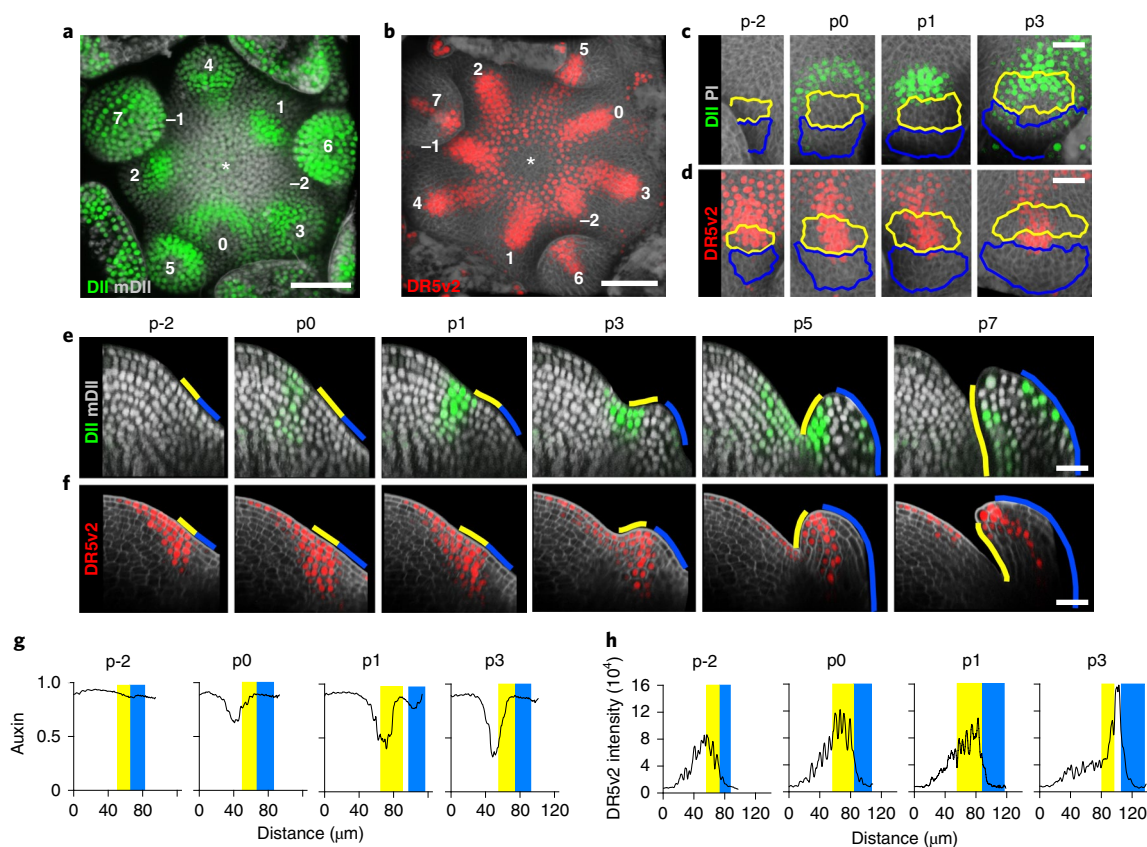 a
4
1
7
–1
*
6
2
–2
0
3
5
DII mDII
b
5
2
7
0
–1
*
4
3
–2
1
6
DR5v2
c
p-2 p0 p1 p3
DII PI
d
DR5v2
e
p-2 p0 p1 p3 p5 p7
DII mDII
f
DR5v2
g
p-2 p0 p1 p3
Auxin
1.0
0.5
0
0 40 80 0 40 80 0 40 80 0 40 80
Distance (μm)
h
p-2 p0 p1 p3
DR5v2 intensity (10⁴)
16
12
8
4
0
0 40 80 120 0 40 80 120 0 40 80 120 0 40 80 120
Distance (μm)